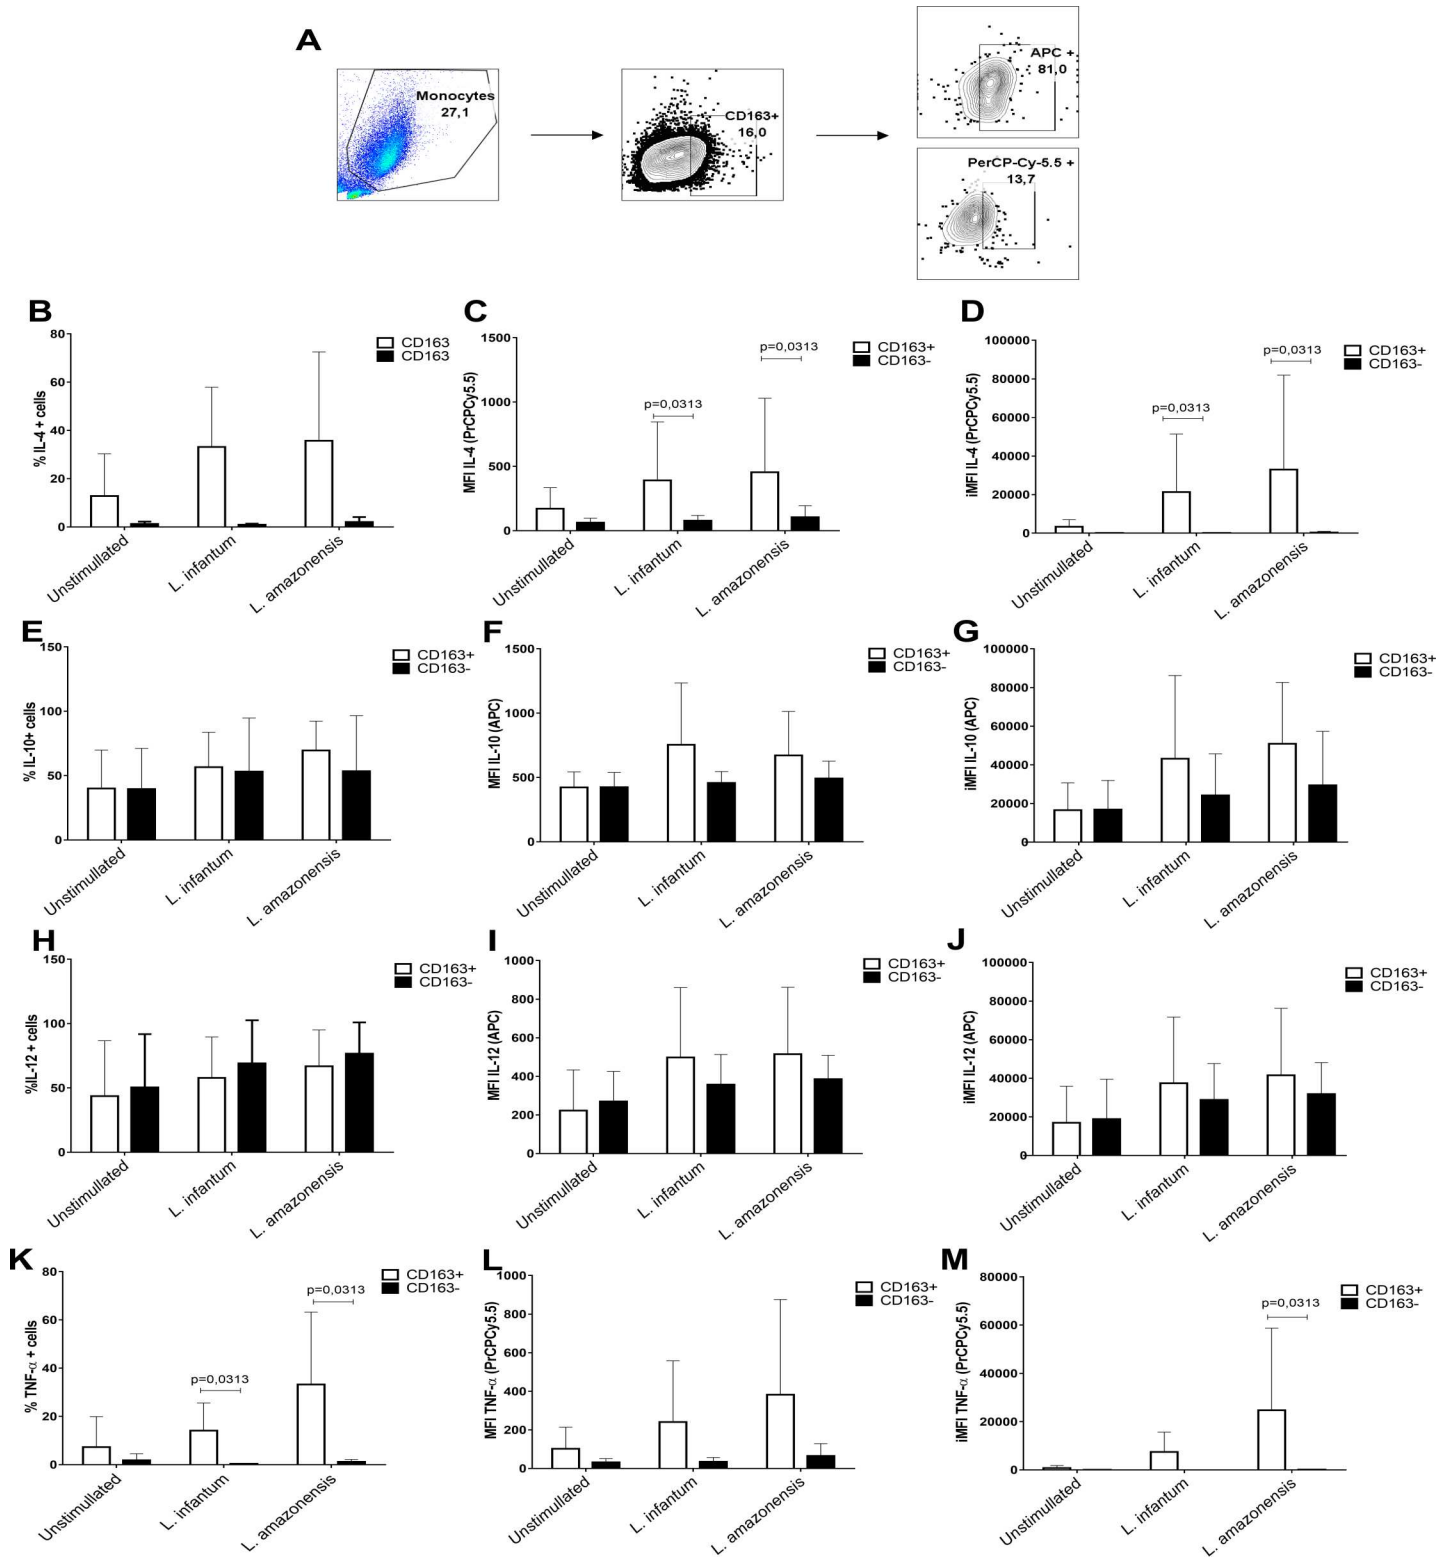 A
Monocytes
27,1
CD163+
16,0
APC +
81,0
PerCP-Cy-5.5 +
13,7
B
% IL-4 + cells
80
60
40
20
0
CD163
CD163
Unstimullated
L. infantum
L. amazonensis
C
MFI IL-4 (PrCPCy5.5)
1500
1000
500
0
p=0,0313
p=0,0313
CD163+
CD163-
Unstimullated
L. infantum
L. amazonensis
D
iMFI IL-4 (PrCPCy5.5)
100000
80000
60000
40000
20000
0
p=0,0313
p=0,0313
CD163+
CD163-
Unstimullated
L. infantum
L. amazonensis
E
% IL-10+ cells
150
100
50
0
CD163+
CD163-
Unstimullated
L. infantum
L. amazonensis
F
MFI IL-10 (APC)
1500
1000
500
0
CD163+
CD163-
Unstimullated
L. infantum
L. amazonensis
G
iMFI IL-10 (APC)
100000
80000
60000
40000
20000
0
CD163+
CD163-
Unstimullated
L. infantum
L. amazonensis
H
%IL-12 + cells
150
100
50
0
CD163+
CD163-
Unstimullated
L. infantum
L. amazonensis
I
MFI IL-12 (APC)
1000
800
600
400
200
0
CD163+
CD163-
Unstimullated
L. infantum
L. amazonensis
J
iMFI IL-12 (APC)
100000
80000
60000
40000
20000
0
CD163+
CD163-
Unstimullated
L. infantum
L. amazonensis
K
% TNF-α + cells
80
60
40
20
0
p=0,0313
p=0,0313
CD163+
CD163-
Unstimullated
L. infantum
L. amazonensis
L
MFI TNF-α (PrCPCy5.5)
1000
800
600
400
200
0
CD163+
CD163-
Unstimullated
L. infantum
L. amazonensis
M
iMFI TNF-α (PrCPCy5.5)
80000
60000
40000
20000
0
p=0,0313
CD163+
CD163-
Unstimullated
L. infantum
L. amazonensis